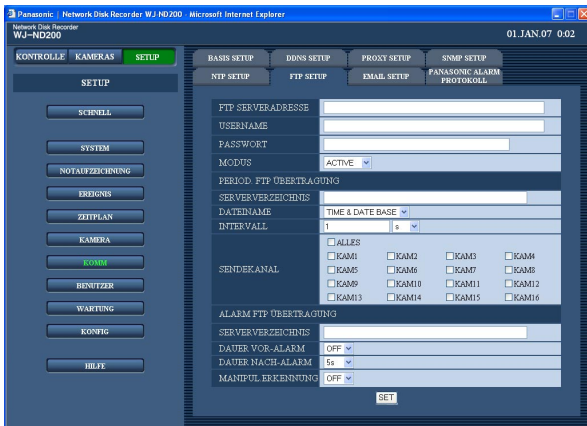 Panasonic | Network Disk Recorder WJ-ND200 - Microsoft Internet Explorer
Network Disk Recorder
WJ-ND200
01.JAN.07 0:02
KONTROLLE KAMERAS SETUP
SETUP
SCHNELL
SYSTEM
NOTAUFZEICHNUNG
EREIGNIS
ZEITPLAN
KAMERA
KOMM
BENUTZER
WARTUNG
KONFIG
HILFE
BASIS SETUP DDNS SETUP PROXY SETUP SNMP SETUP
NTP SETUP FTP SETUP EMAIL SETUP PANASONIC ALARM PROTOKOLL
FTP SERVERADRESSE
USERNAME
PASSWORT
MODUS ACTIVE
PERIOD. FTP ÜBERTRAGUNG
SERVERVERZEICHNIS
DATEINAME TIME & DATE BASE
INTERVALL 1 s
SENDEKANAL
ALLES
KAM1 KAM2 KAM3 KAM4
KAM5 KAM6 KAM7 KAM8
KAM9 KAM10 KAM11 KAM12
KAM13 KAM14 KAM15 KAM16
ALARM FTP ÜBERTRAGUNG
SERVERVERZEICHNIS
DAUER VOR-ALARM OFF
DAUER NACH-ALARM 5s
MANIPUL ERKENNUNG OFF
SET